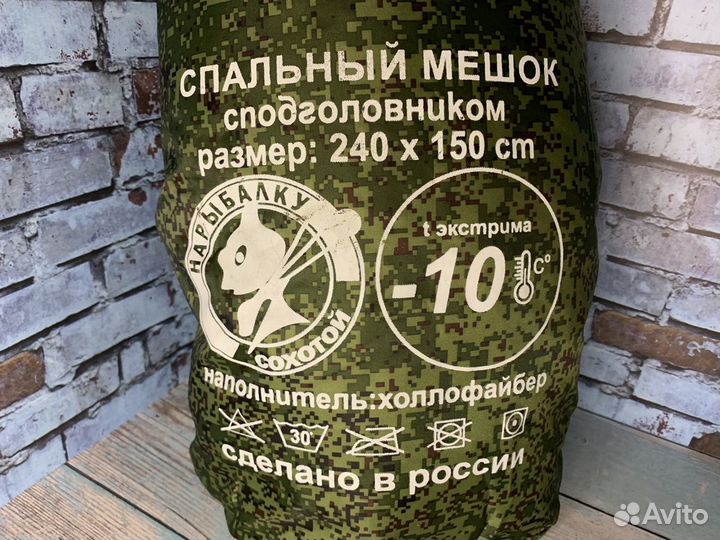 СПАЛЬНЫЙ МЕШОК
сподголовником
размер: 240 x 150 cm
НАРЫБАЛКУ
СОХОТОЙ
t экстрима
-10 C°
наполнитель:холлофайбер
30°
сделано в россии
Avito